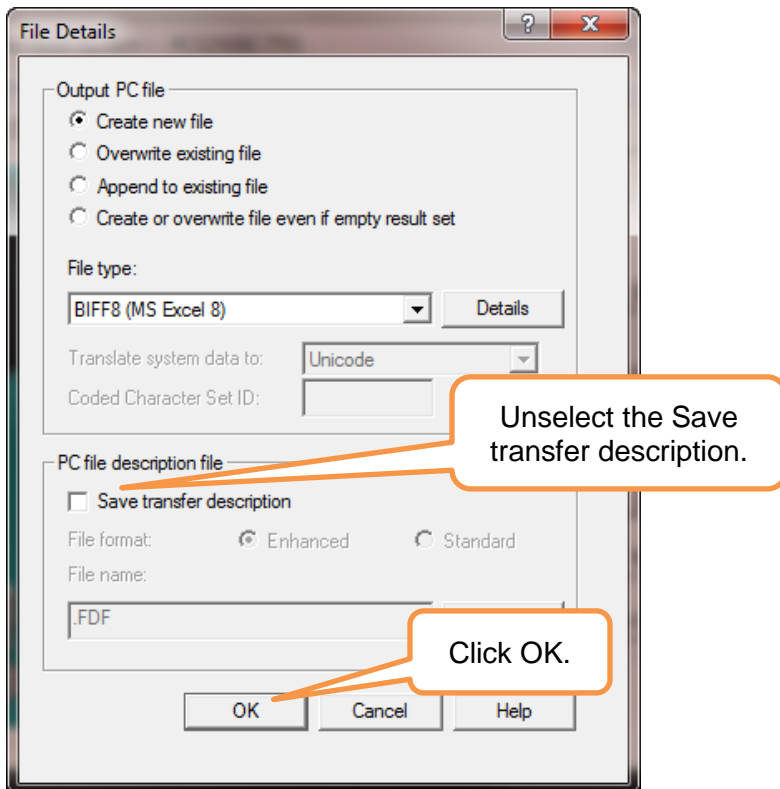 File Details
Output PC file
Create new file
Overwrite existing file
Append to existing file
Create or overwrite file even if empty result set
File type:
BIFF8 (MS Excel 8)
Details
Translate system data to:
Unicode
Coded Character Set ID:
Unselect the Save
transfer description.
PC file description file
Save transfer description
File format:
Enhanced
Standard
File name:
.FDF
Click OK.
OK
Cancel
Help